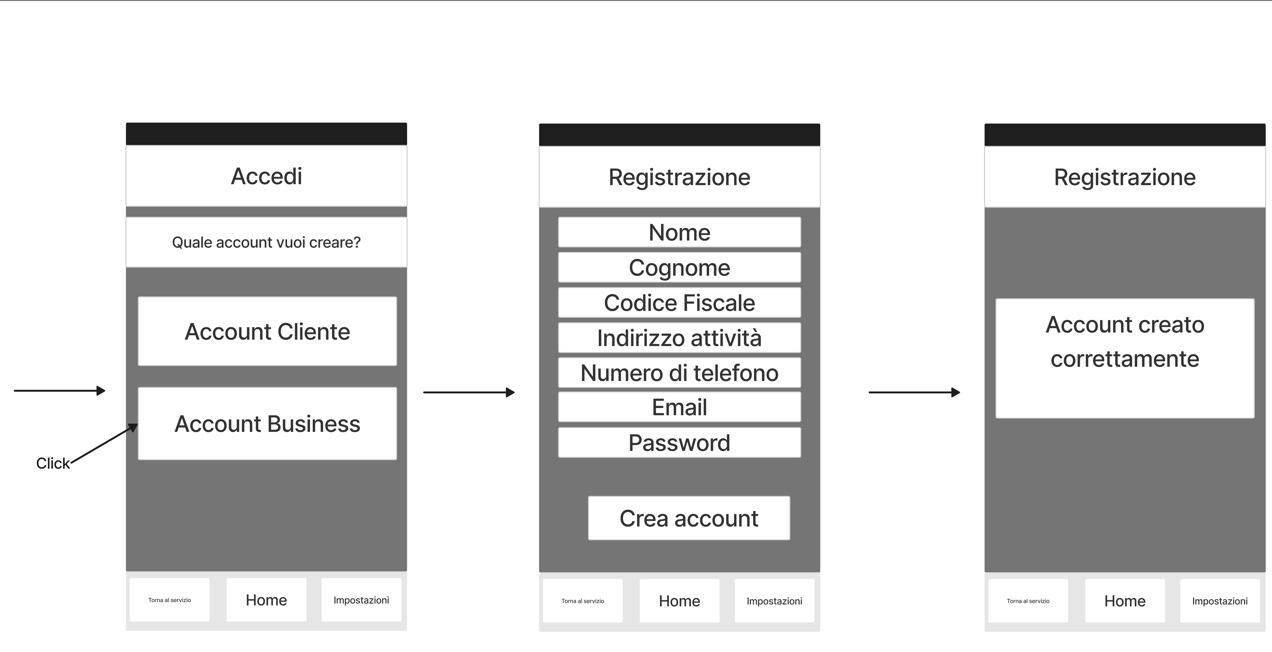 Accedi
Quale account vuoi creare?
Account Cliente
Account Business
Click
Torna al servizio
Home
Impostazioni
Registrazione
Nome
Cognome
Codice Fiscale
Indirizzo attività
Numero di telefono
Email
Password
Crea account
Torna al servizio
Home
Impostazioni
Registrazione
Account creato
correttamente
Torna al servizio
Home
Impostazioni